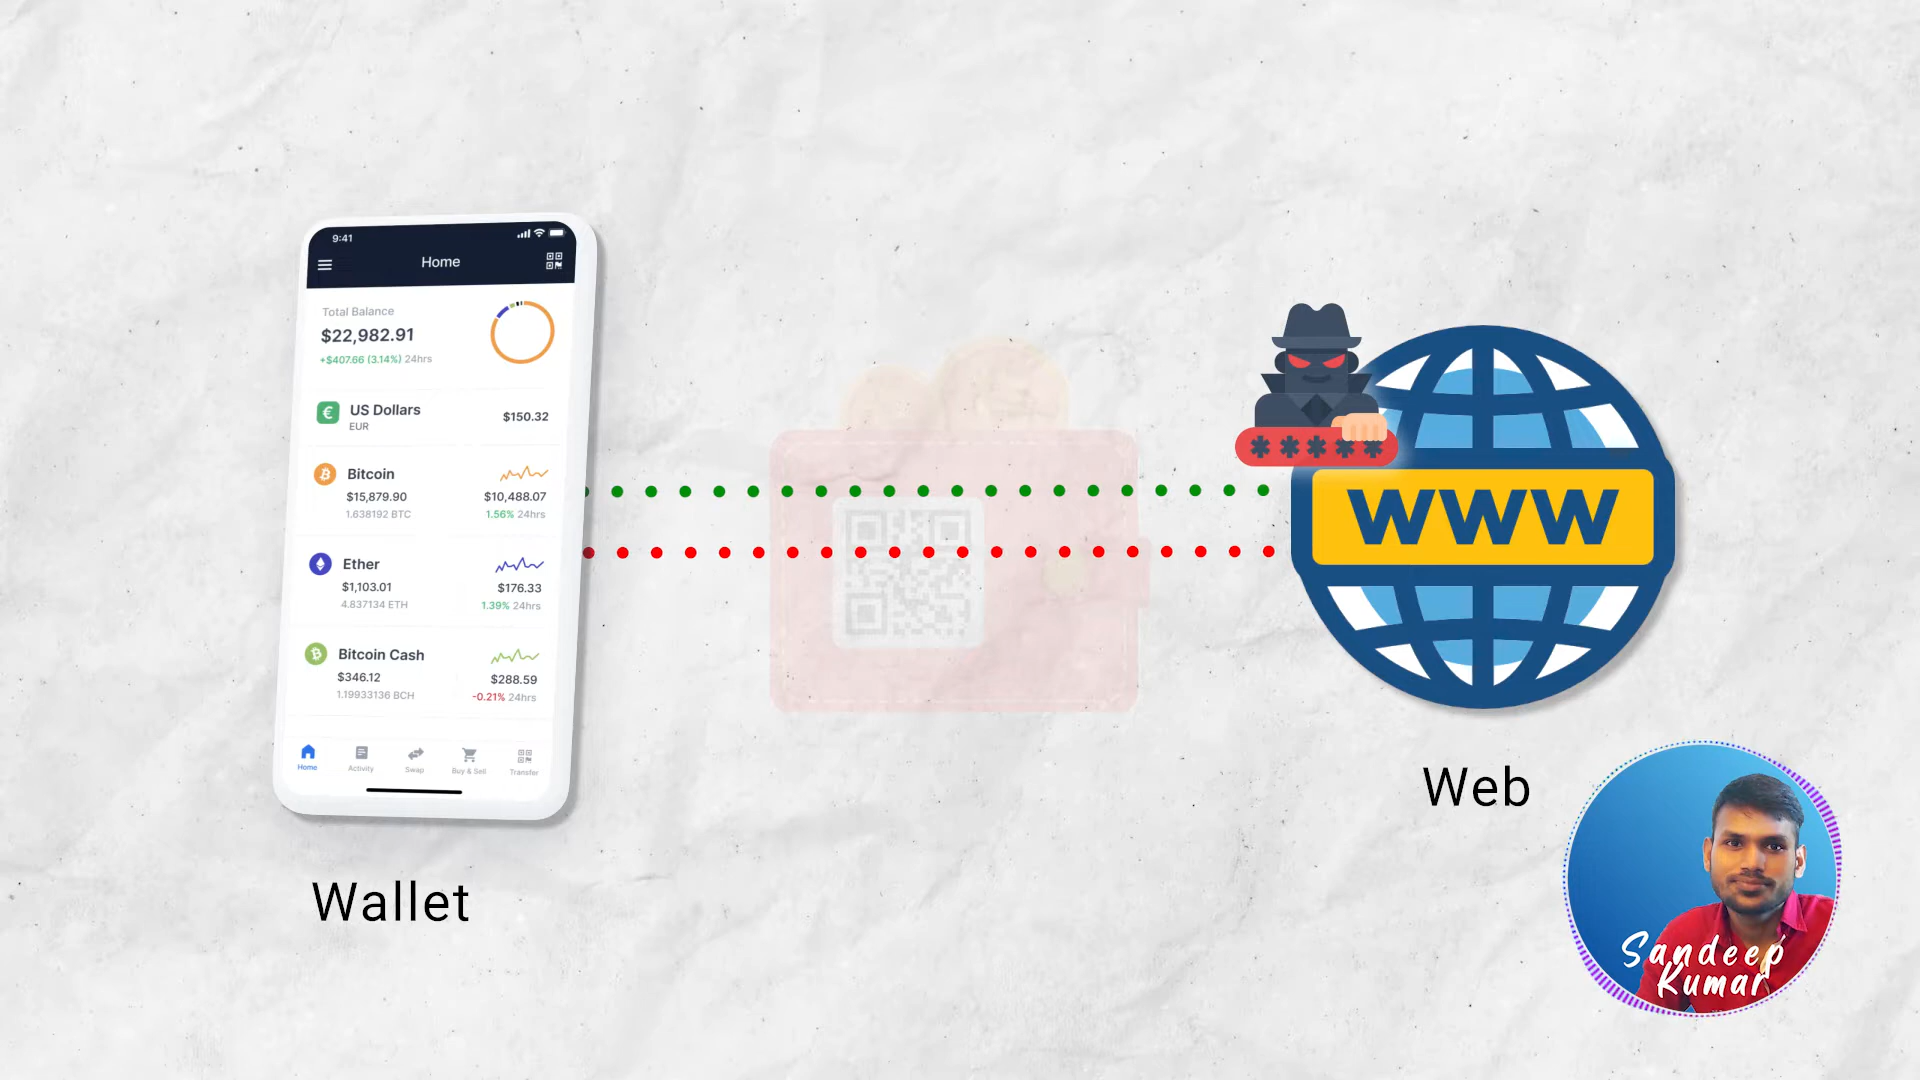 9:41
Home
Total Balance
$22,982.91
+$407.66 (3.14%) 24hrs
US Dollars
EUR
$150.32
Bitcoin
$15,879.90
$10,488.07
1.638192 BTC
1.56% 24hrs
Ether
$1,103.01
$176.33
4.837134 ETH
1.39% 24hrs
Bitcoin Cash
$346.12
$288.59
1.19933136 BCH
-0.21% 24hrs
Home
Activity
Swap
Buy & Sell
Transfer
Wallet
*****
WWW
Web
Sandeep
Kumar